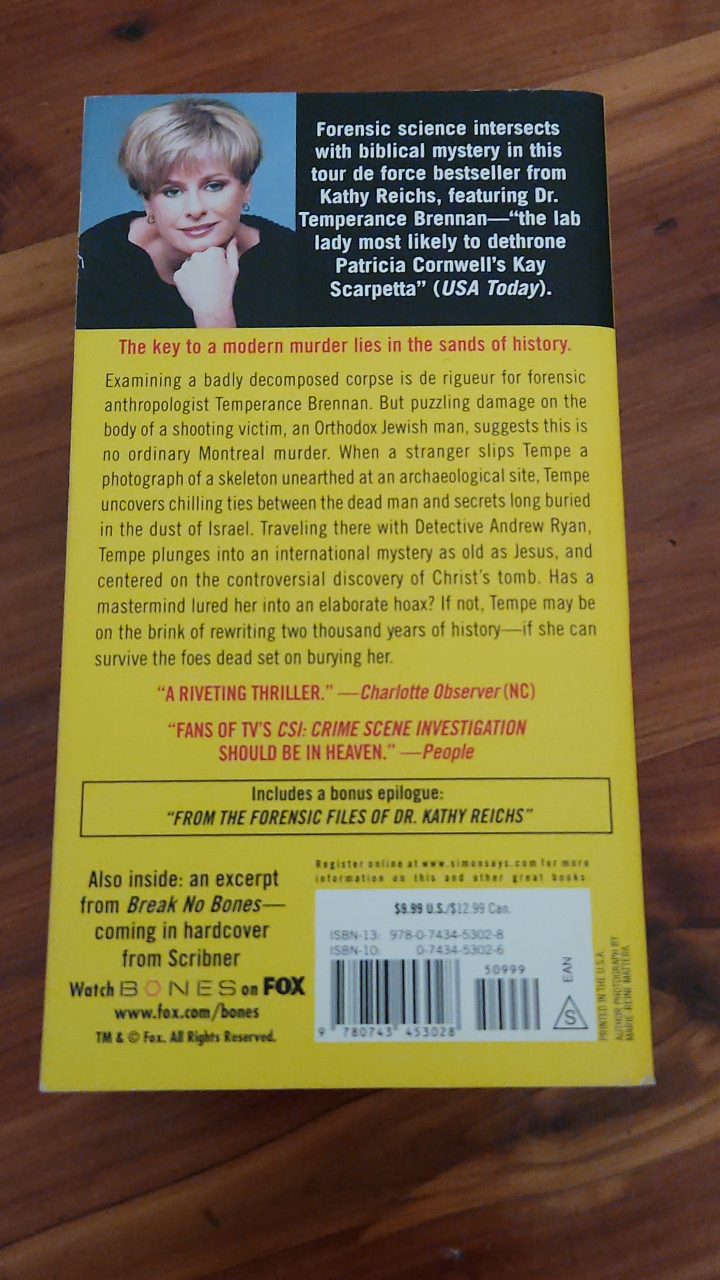 Forensic science intersects
with biblical mystery in this
tour de force bestseller from
Kathy Reichs, featuring Dr.
Temperance Brennan—“the lab
lady most likely to dethrone
Patricia Cornwell’s Kay
Scarpetta” (USA Today).
The key to a modern murder lies in the sands of history.
Examining a badly decomposed corpse is de rigueur for forensic
anthropologist Temperance Brennan. But puzzling damage on the
body of a shooting victim, an Orthodox Jewish man, suggests this is
no ordinary Montreal murder. When a stranger slips Tempe a
photograph of a skeleton unearthed at an archaeological site, Tempe
uncovers chilling ties between the dead man and secrets long buried
in the dust of Israel. Traveling there with Detective Andrew Ryan,
Tempe plunges into an international mystery as old as Jesus, and
centered on the controversial discovery of Christ’s tomb. Has a
mastermind lured her into an elaborate hoax? If not, Tempe may be
on the brink of rewriting two thousand years of history—if she can
survive the foes dead set on burying her.
“A RIVETING THRILLER.” —Charlotte Observer (NC)
“FANS OF TV’S CSI: CRIME SCENE INVESTIGATION
SHOULD BE IN HEAVEN.” —People
Includes a bonus epilogue:
“FROM THE FORENSIC FILES OF DR. KATHY REICHS”
Also inside: an excerpt
from Break No Bones—
coming in hardcover
from Scribner
Watch BONES on FOX
www.fox.com/bones
TM & © Fox. All Rights Reserved.
Register online at www.simonsays.com for more
information on this and other great books.
$9.99 U.S./$12.99 Can.
ISBN-13: 978-0-7434-5302-8
ISBN-10: 0-7434-5302-6
50999
9 780743 453028
EAN
S
PRINTED IN THE U.S.A.
AUTHOR PHOTOGRAPH BY
MARIE-REINE MATTERA